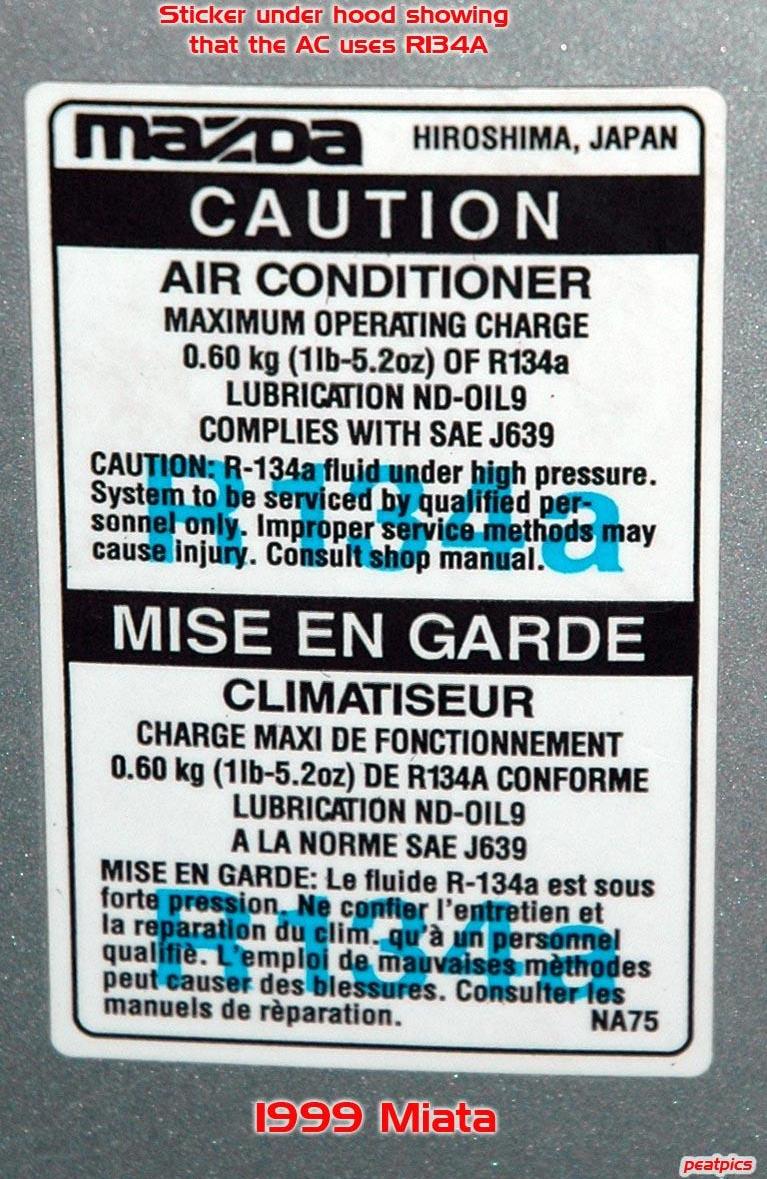 Sticker under hood showing
that the AC uses R134A
mazda HIROSHIMA, JAPAN
CAUTION
AIR CONDITIONER
MAXIMUM OPERATING CHARGE
0.60 kg (1lb-5.2oz) OF R134a
LUBRICATION ND-OIL9
COMPLIES WITH SAE J639
R134a
CAUTION: R-134a fluid under high pressure.
System to be serviced by qualified per-
sonnel only. Improper service methods may
cause injury. Consult shop manual.
MISE EN GARDE
CLIMATISEUR
CHARGE MAXI DE FONCTIONNEMENT
0.60 kg (1lb-5.2oz) DE R134A CONFORME
LUBRICATION ND-OIL9
A LA NORME SAE J639
R134a
MISE EN GARDE: Le fluide R-134a est sous
forte pression. Ne confier l'entretien et
la reparation du clim. qu'à un personnel
qualifiè. L'emploi de mauvaises mèthodes
peut causer des blessures. Consulter les
manuels de rèparation. NA75
1999 Miata
peatpics